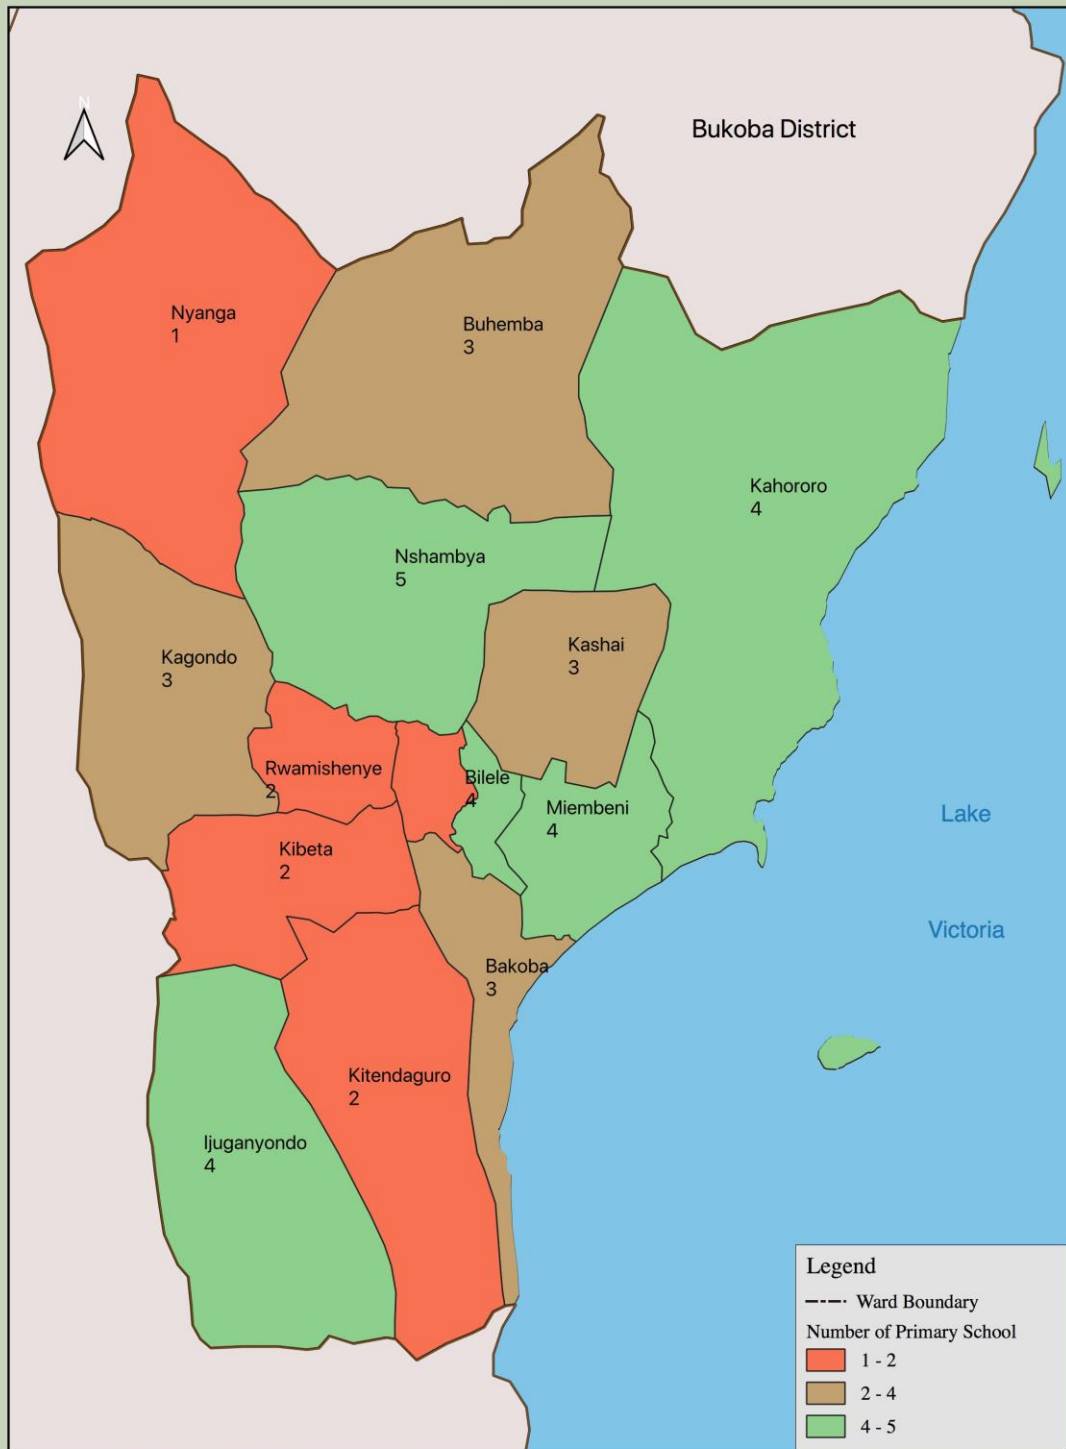 N
Bukoba District
Nyanga
1
Buhemba
3
Kahororo
4
Nshambya
5
Kashai
3
Kagondo
3
Rwamishenye
2
Bilele
4
Miembeni
4
Lake
Victoria
Kibeta
2
Bakoba
3
Kitendaguro
2
Ijuganyondo
4
Legend
Ward Boundary
Number of Primary School
1 - 2
2 - 4
4 - 5